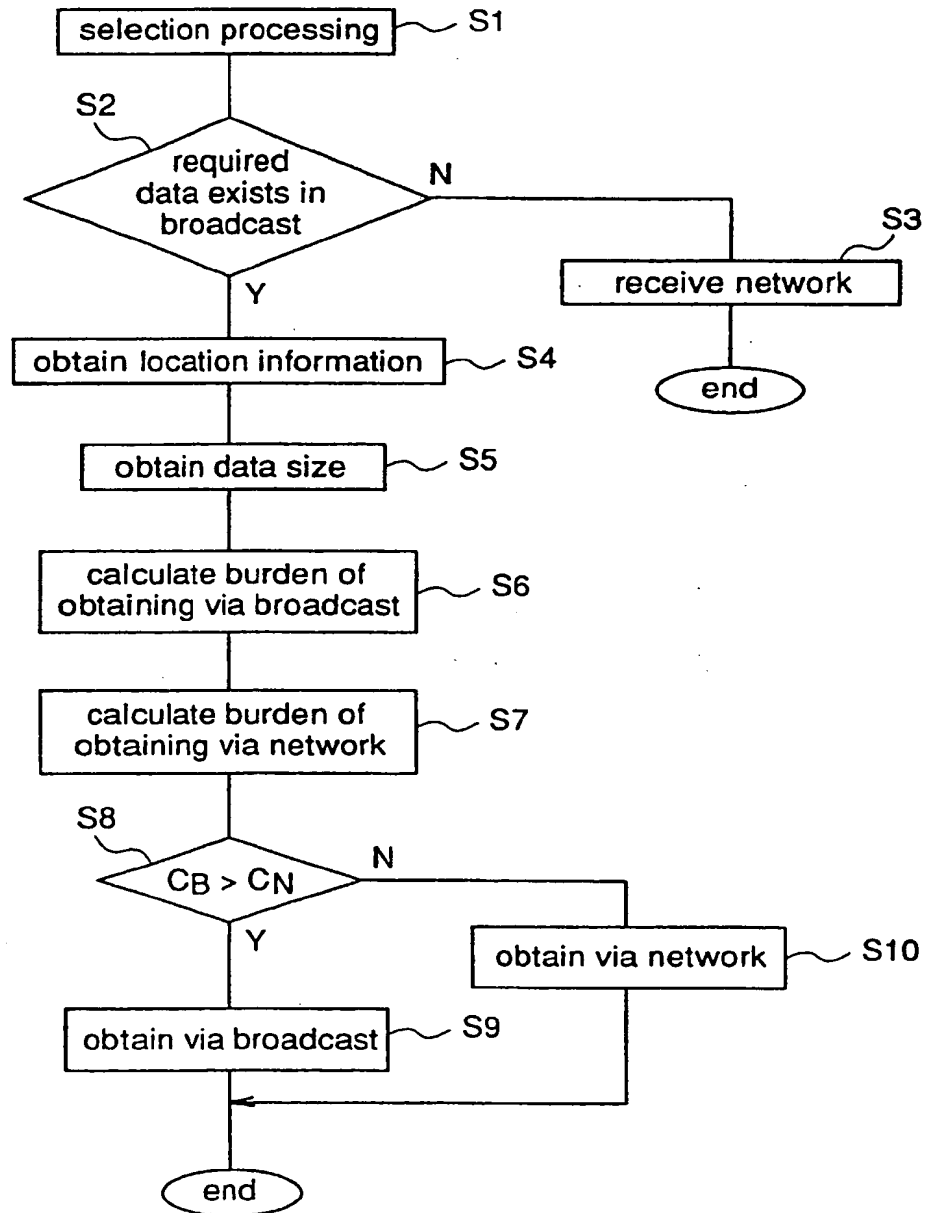 selection processing
S1
S2
required
data exists in
broadcast
N
Y
S3
receive network
end
obtain location information
S4
obtain data size
S5
calculate burden of
obtaining via broadcast
S6
calculate burden of
obtaining via network
S7
S8
CB > CN
N
Y
obtain via network
S10
obtain via broadcast
S9
end